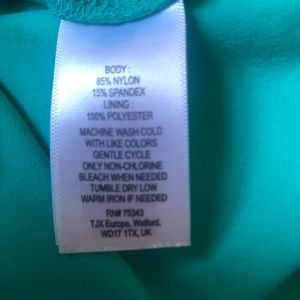 BODY :
85% NYLON
15% SPANDEX
LINING :
100% POLYESTER
MACHINE WASH COLD
WITH LIKE COLORS
GENTLE CYCLE
ONLY NON-CHLORINE
BLEACH WHEN NEEDED
TUMBLE DRY LOW
WARM IRON IF NEEDED
RN# 75343
TJX Europe, Watford,
WD17 1TX, UK